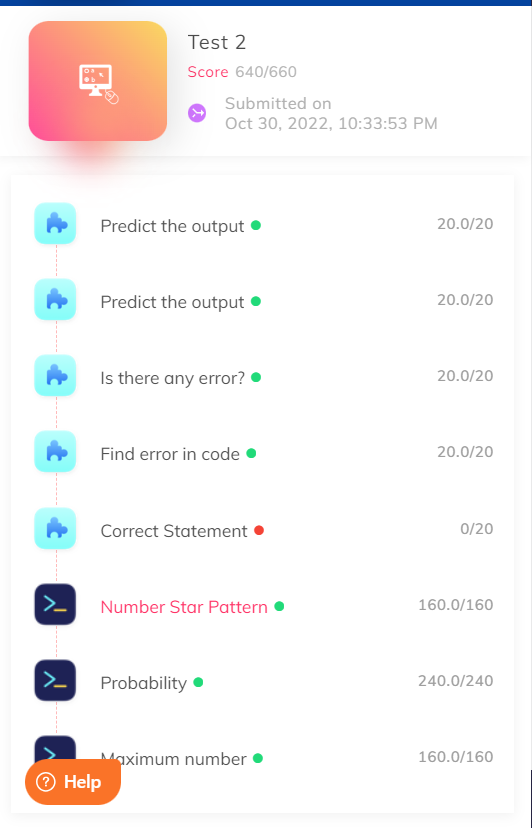 Test 2
Score 640/660
Submitted on
Oct 30, 2022, 10:33:53 PM
Predict the output 20.0/20
Predict the output 20.0/20
Is there any error? 20.0/20
Find error in code 20.0/20
Correct Statement 0/20
Number Star Pattern 160.0/160
Probability 240.0/240
Maximum number 160.0/160
? Help